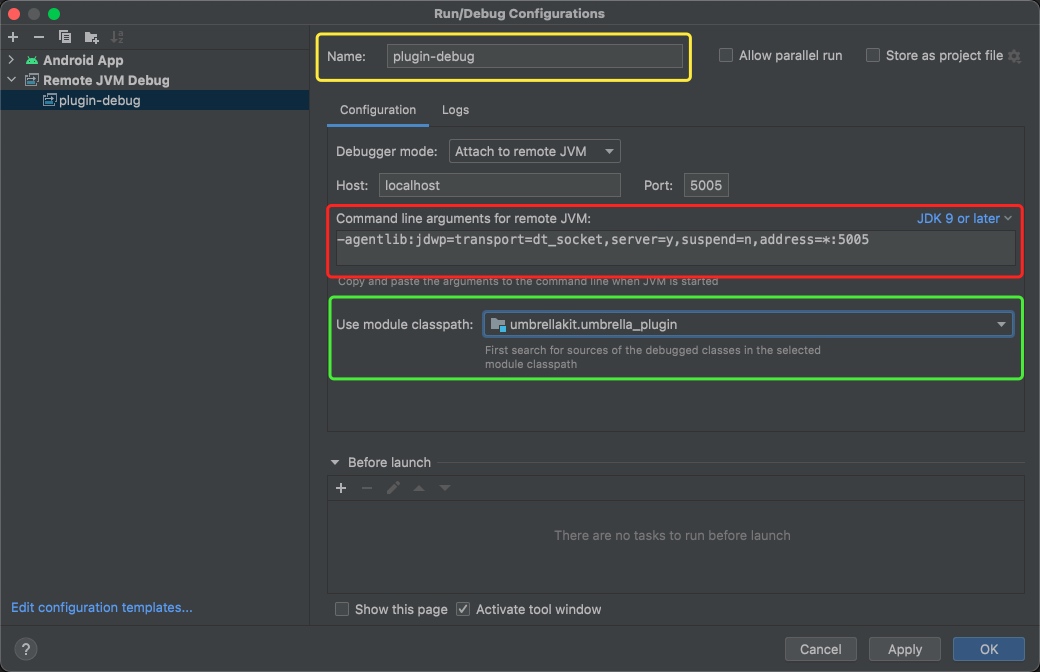 Run/Debug Configurations
Android App
Remote JVM Debug
plugin-debug
Name: plugin-debug
Allow parallel run
Store as project file
Configuration
Logs
Debugger mode: Attach to remote JVM
Host: localhost
Port: 5005
Command line arguments for remote JVM:
JDK 9 or later
-agentlib:jdwp=transport=dt_socket,server=y,suspend=n,address=*:5005
Copy and paste the arguments to the command line when JVM is started
Use module classpath: umbrellakit.umbrella_plugin
First search for sources of the debugged classes in the selected
module classpath
Before launch
There are no tasks to run before launch
Show this page
Activate tool window
Edit configuration templates...
?
Cancel
Apply
OK